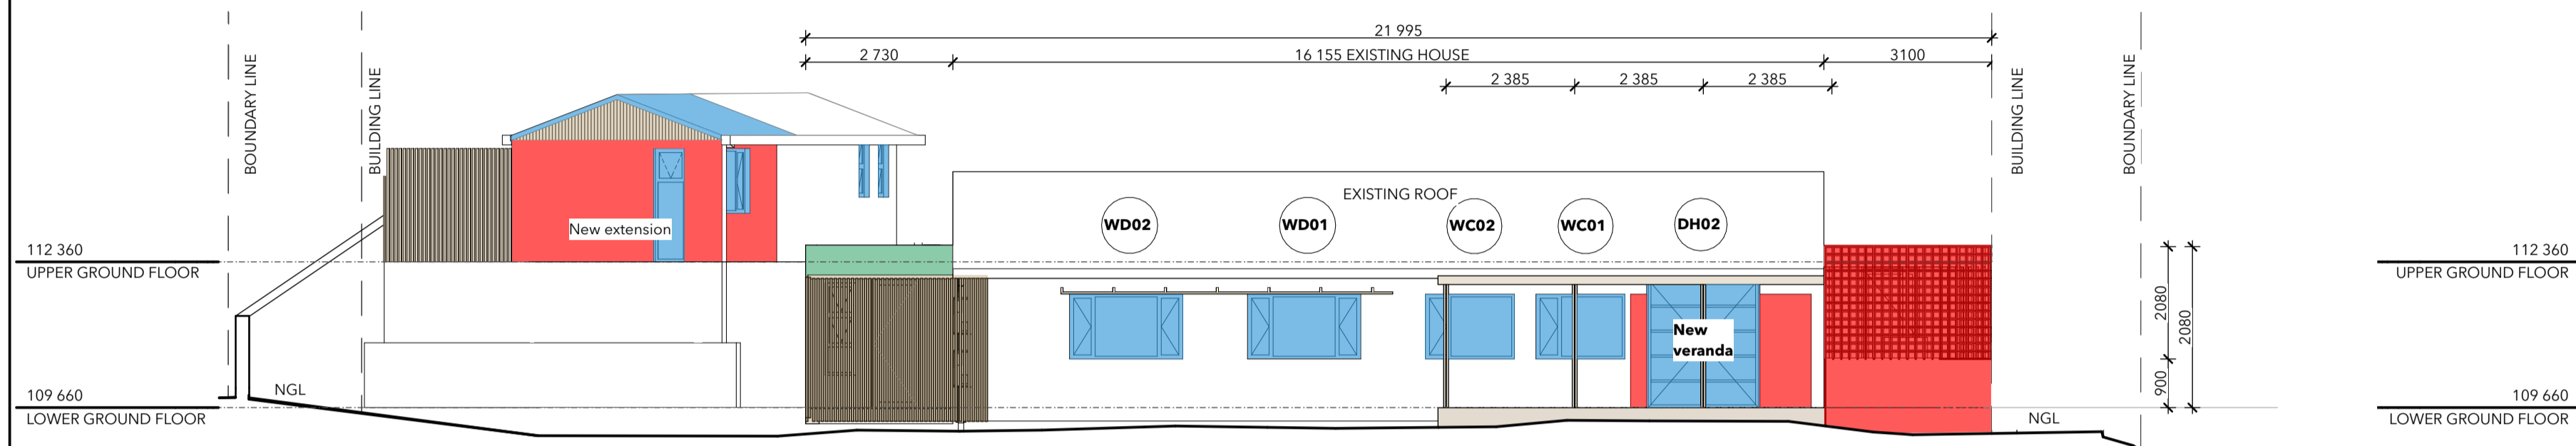 21 995
2 730
16 155 EXISTING HOUSE
3100
2 385
2 385
2 385
BOUNDARY LINE
BUILDING LINE
BUILDING LINE
BOUNDARY LINE
EXISTING ROOF
WD02
WD01
WC02
WC01
DH02
New extension
112 360
UPPER GROUND FLOOR
112 360
UPPER GROUND FLOOR
2080
2080
900
New
veranda
NGL
109 660
LOWER GROUND FLOOR
NGL
109 660
LOWER GROUND FLOOR